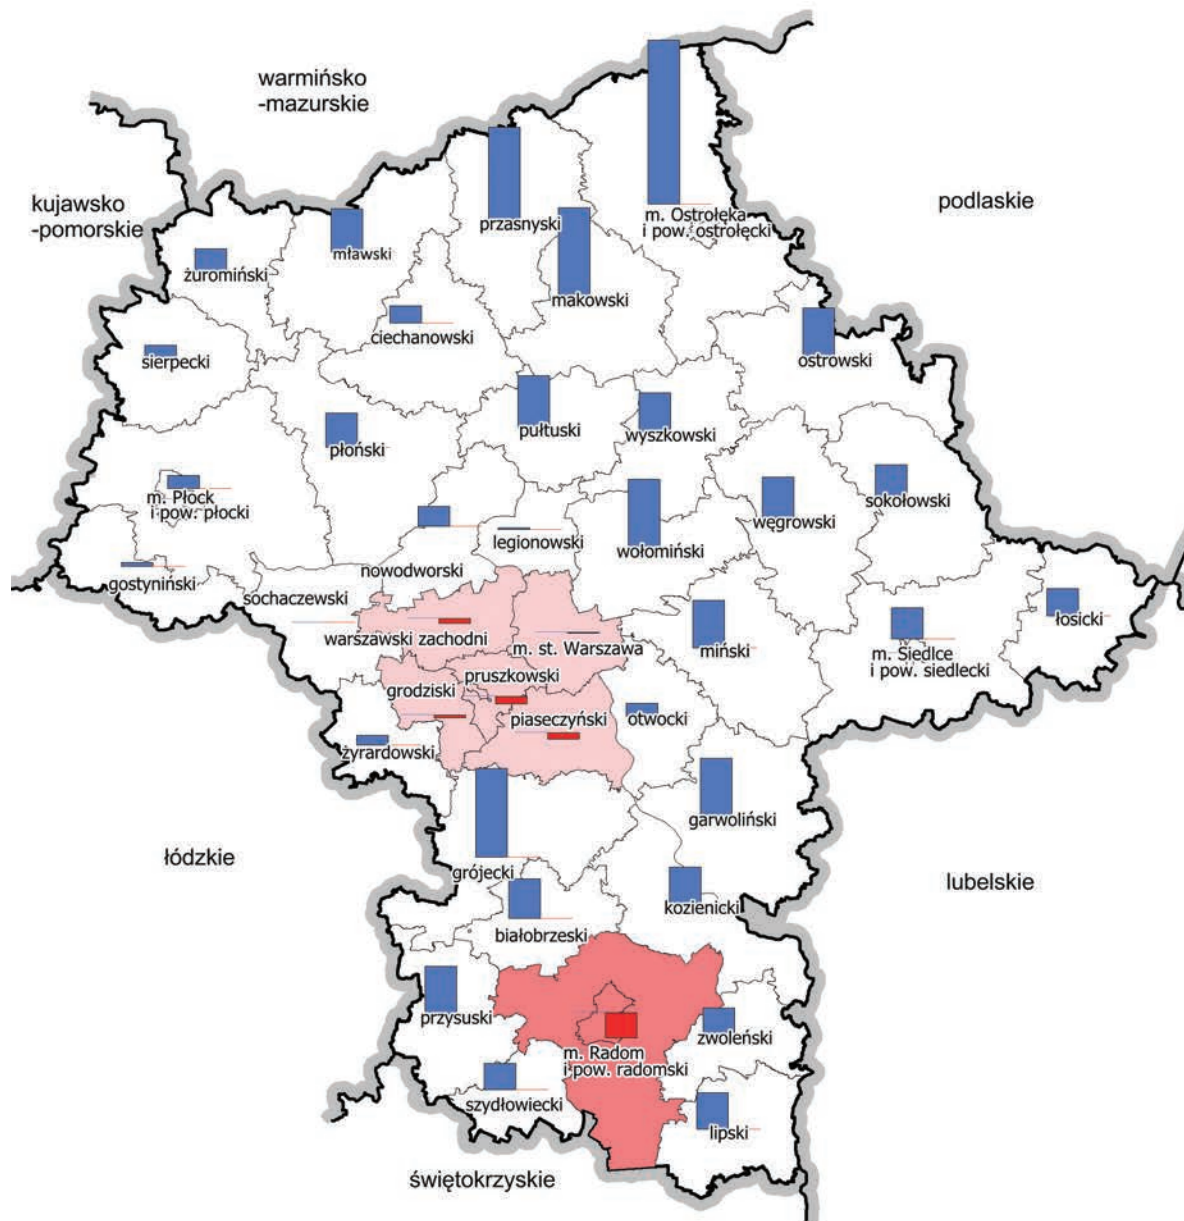 warmińsko
-mazurskie
kujawsko
-pomorskie
podlaskie
przasnyski
m. Ostrołęka
i pow. ostrołęcki
mławski
żuromiński
makowski
ciechanowski
sierpecki
ostrowski
płoński
pułtuski
wyszkowski
m. Płock
i pow. płocki
sokołowski
węgrowski
legionowski
wołomiński
nowodworski
gostyniński
sochaczewski
łosicki
warszawski zachodni
m. st. Warszawa
miński
m. Siedlce
i pow. siedlecki
pruszkowski
grodziski
piaseczyński
otwocki
żyrardowski
garwoliński
łódzkie
grójecki
lubelskie
kozienicki
białobrzeski
przysuski
zwoleński
m. Radom
i pow. radomski
szydłowiecki
lipski
świętokrzyskie